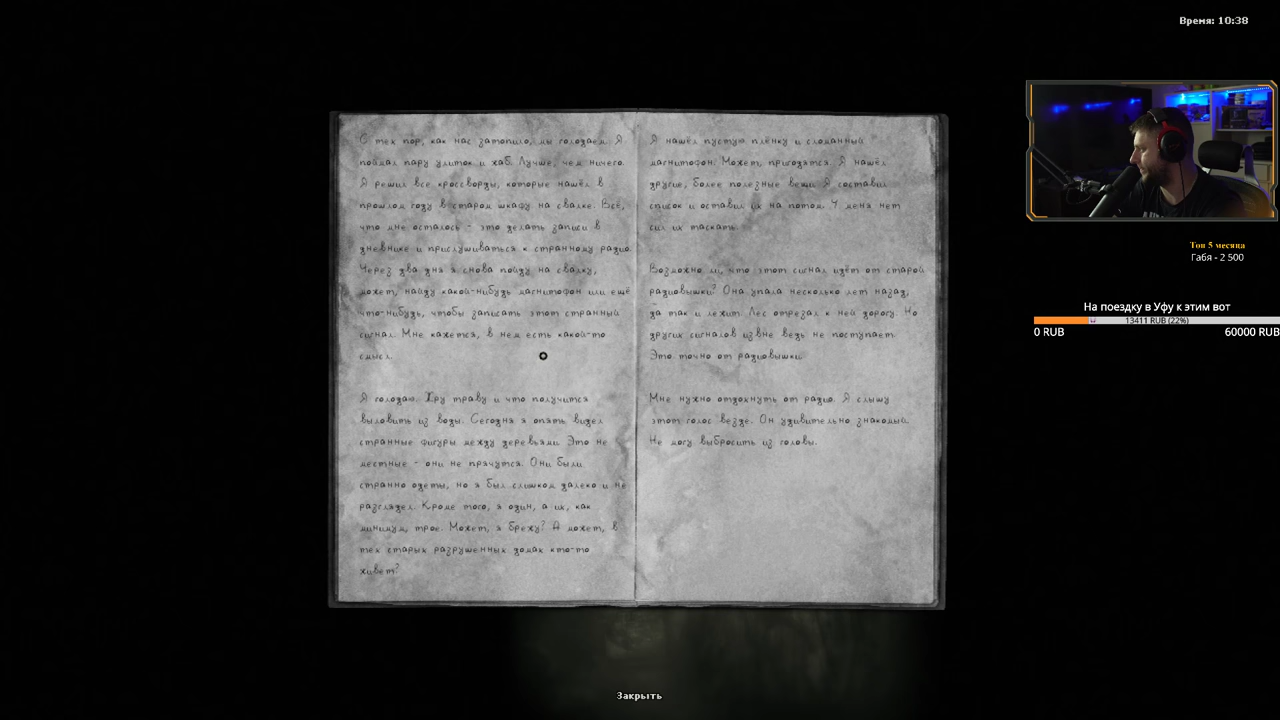 Время: 10:38
С тех пор, как нас затопило, мы голодаем. Я
поймал пару улиток и жаб. Лучше, чем ничего.
Я решил все кроссворды, которые нашёл в
прошлом году в старом шкафу на свалке. Всё,
что мне осталось - это делать записи в
дневнике и прислушиваться к странному радио.
Через два дня я снова пойду на свалку,
может, найду какой-нибудь магнитофон или ещё
что-нибудь, чтобы записать этот странный
сигнал. Мне кажется, в нём есть какой-то
смысл.
Я голодаю. Жру траву и что получится
выловить из воды. Сегодня я опять видел
странные фигуры между деревьями. Это не
местные - они не прячутся. Они были
странно одеты, но я был слишком далеко и не
разглядел. Кроме того, я один, а их, как
минимум, трое. Может, я брежу? А может, в
тех старых разрушенных домах кто-то
живет?
Я нашёл пустую плёнку и сломанный
магнитофон. Может, пригодятся. Я нашёл
другие, более полезные вещи. Я составил
список и оставил их на потом. У меня нет
сил их таскать.
Возможно ли, что этот сигнал идёт от старой
радиовышки? Она упала несколько лет назад,
да так и лежит. Лес отрезал к ней дорогу. Но
других сигналов извне ведь не поступает.
Это точно от радиовышки.
Мне нужно отдохнуть от радио. Я слышу
этот голос везде. Он удивительно знакомый.
Не могу выбросить из головы.
Закрыть
Топ 5 месяца
Габя - 2 500
На поездку в Уфу к этим вот
13411 RUB (22%)
0 RUB 60000 RUB